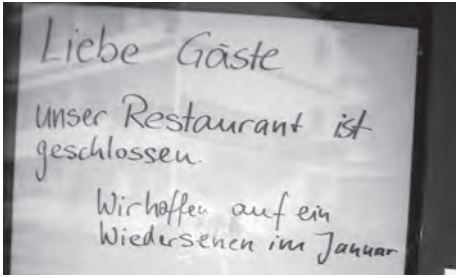 Liebe Gäste
unser Restaurant ist
geschlossen.
Wir hoffen auf ein
Wiedersehen im Januar